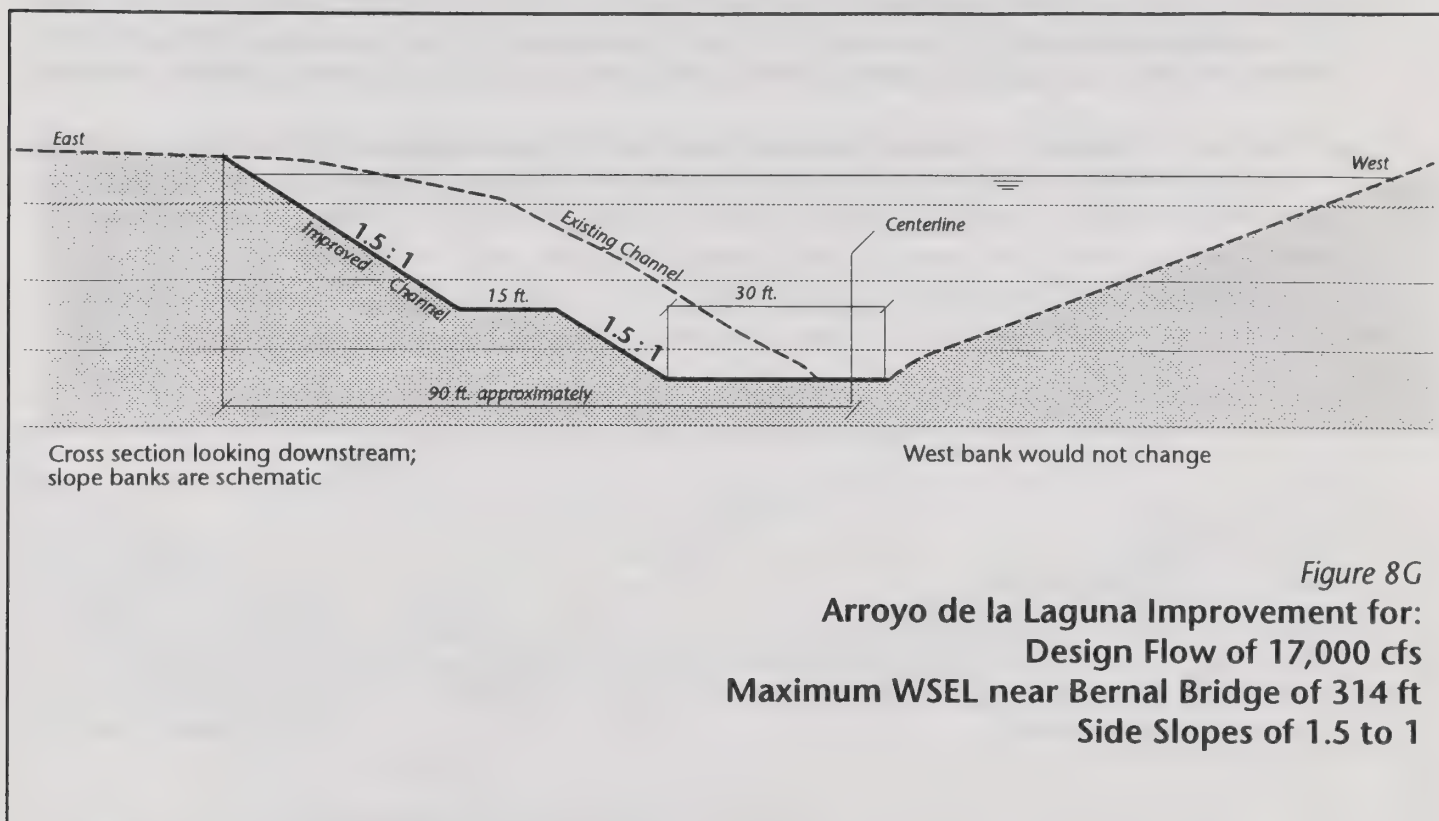 East
West
Existing Channel
Centerline
1.5 : 1
Improved Channel
15 ft.
30 ft.
1.5 : 1
90 ft. approximately
Cross section looking downstream;
slope banks are schematic
West bank would not change
Figure 8G
Arroyo de la Laguna Improvement for:
Design Flow of 17,000 cfs
Maximum WSEL near Bernal Bridge of 314 ft
Side Slopes of 1.5 to 1